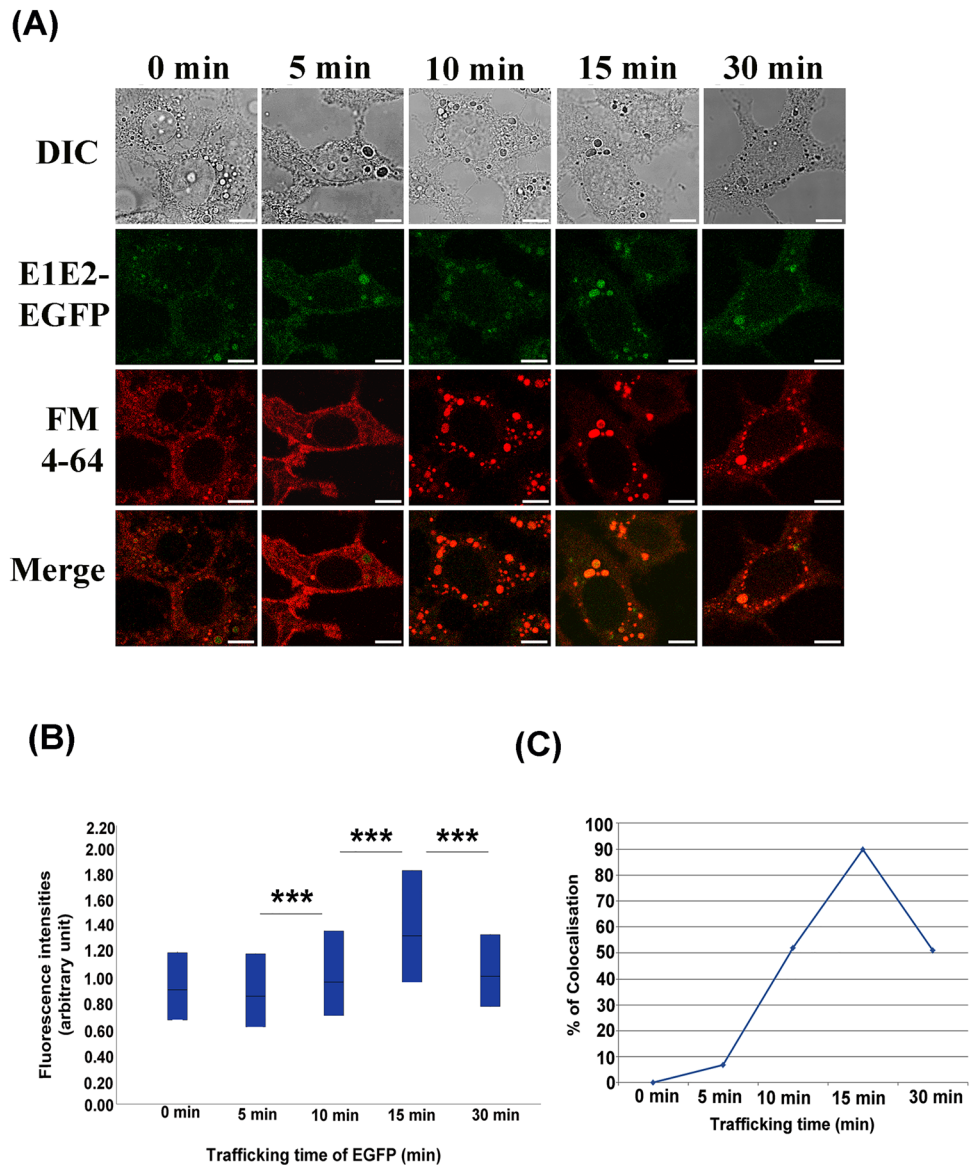 (A)
0 min 5 min 10 min 15 min 30 min
DIC
E1E2-
EGFP
FM
4-64
Merge
(B)
(C)
2.20
2.00
1.80
1.60
1.40
1.20
1.00
0.80
0.60
0.40
0.20
0.00
Fluorescence intensities
(arbitrary unit)
*** *** ***
0 min 5 min 10 min 15 min 30 min
Trafficking time of EGFP (min)
100
90
80
70
60
50
40
30
20
10
0
% of Colocalisation
0 min 5 min 10 min 15 min 30 min
Trafficking time (min)